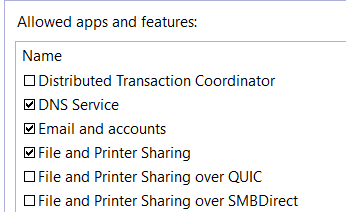 Allowed apps and features:
Name
Distributed Transaction Coordinator
DNS Service
Email and accounts
File and Printer Sharing
File and Printer Sharing over QUIC
File and Printer Sharing over SMBDirect